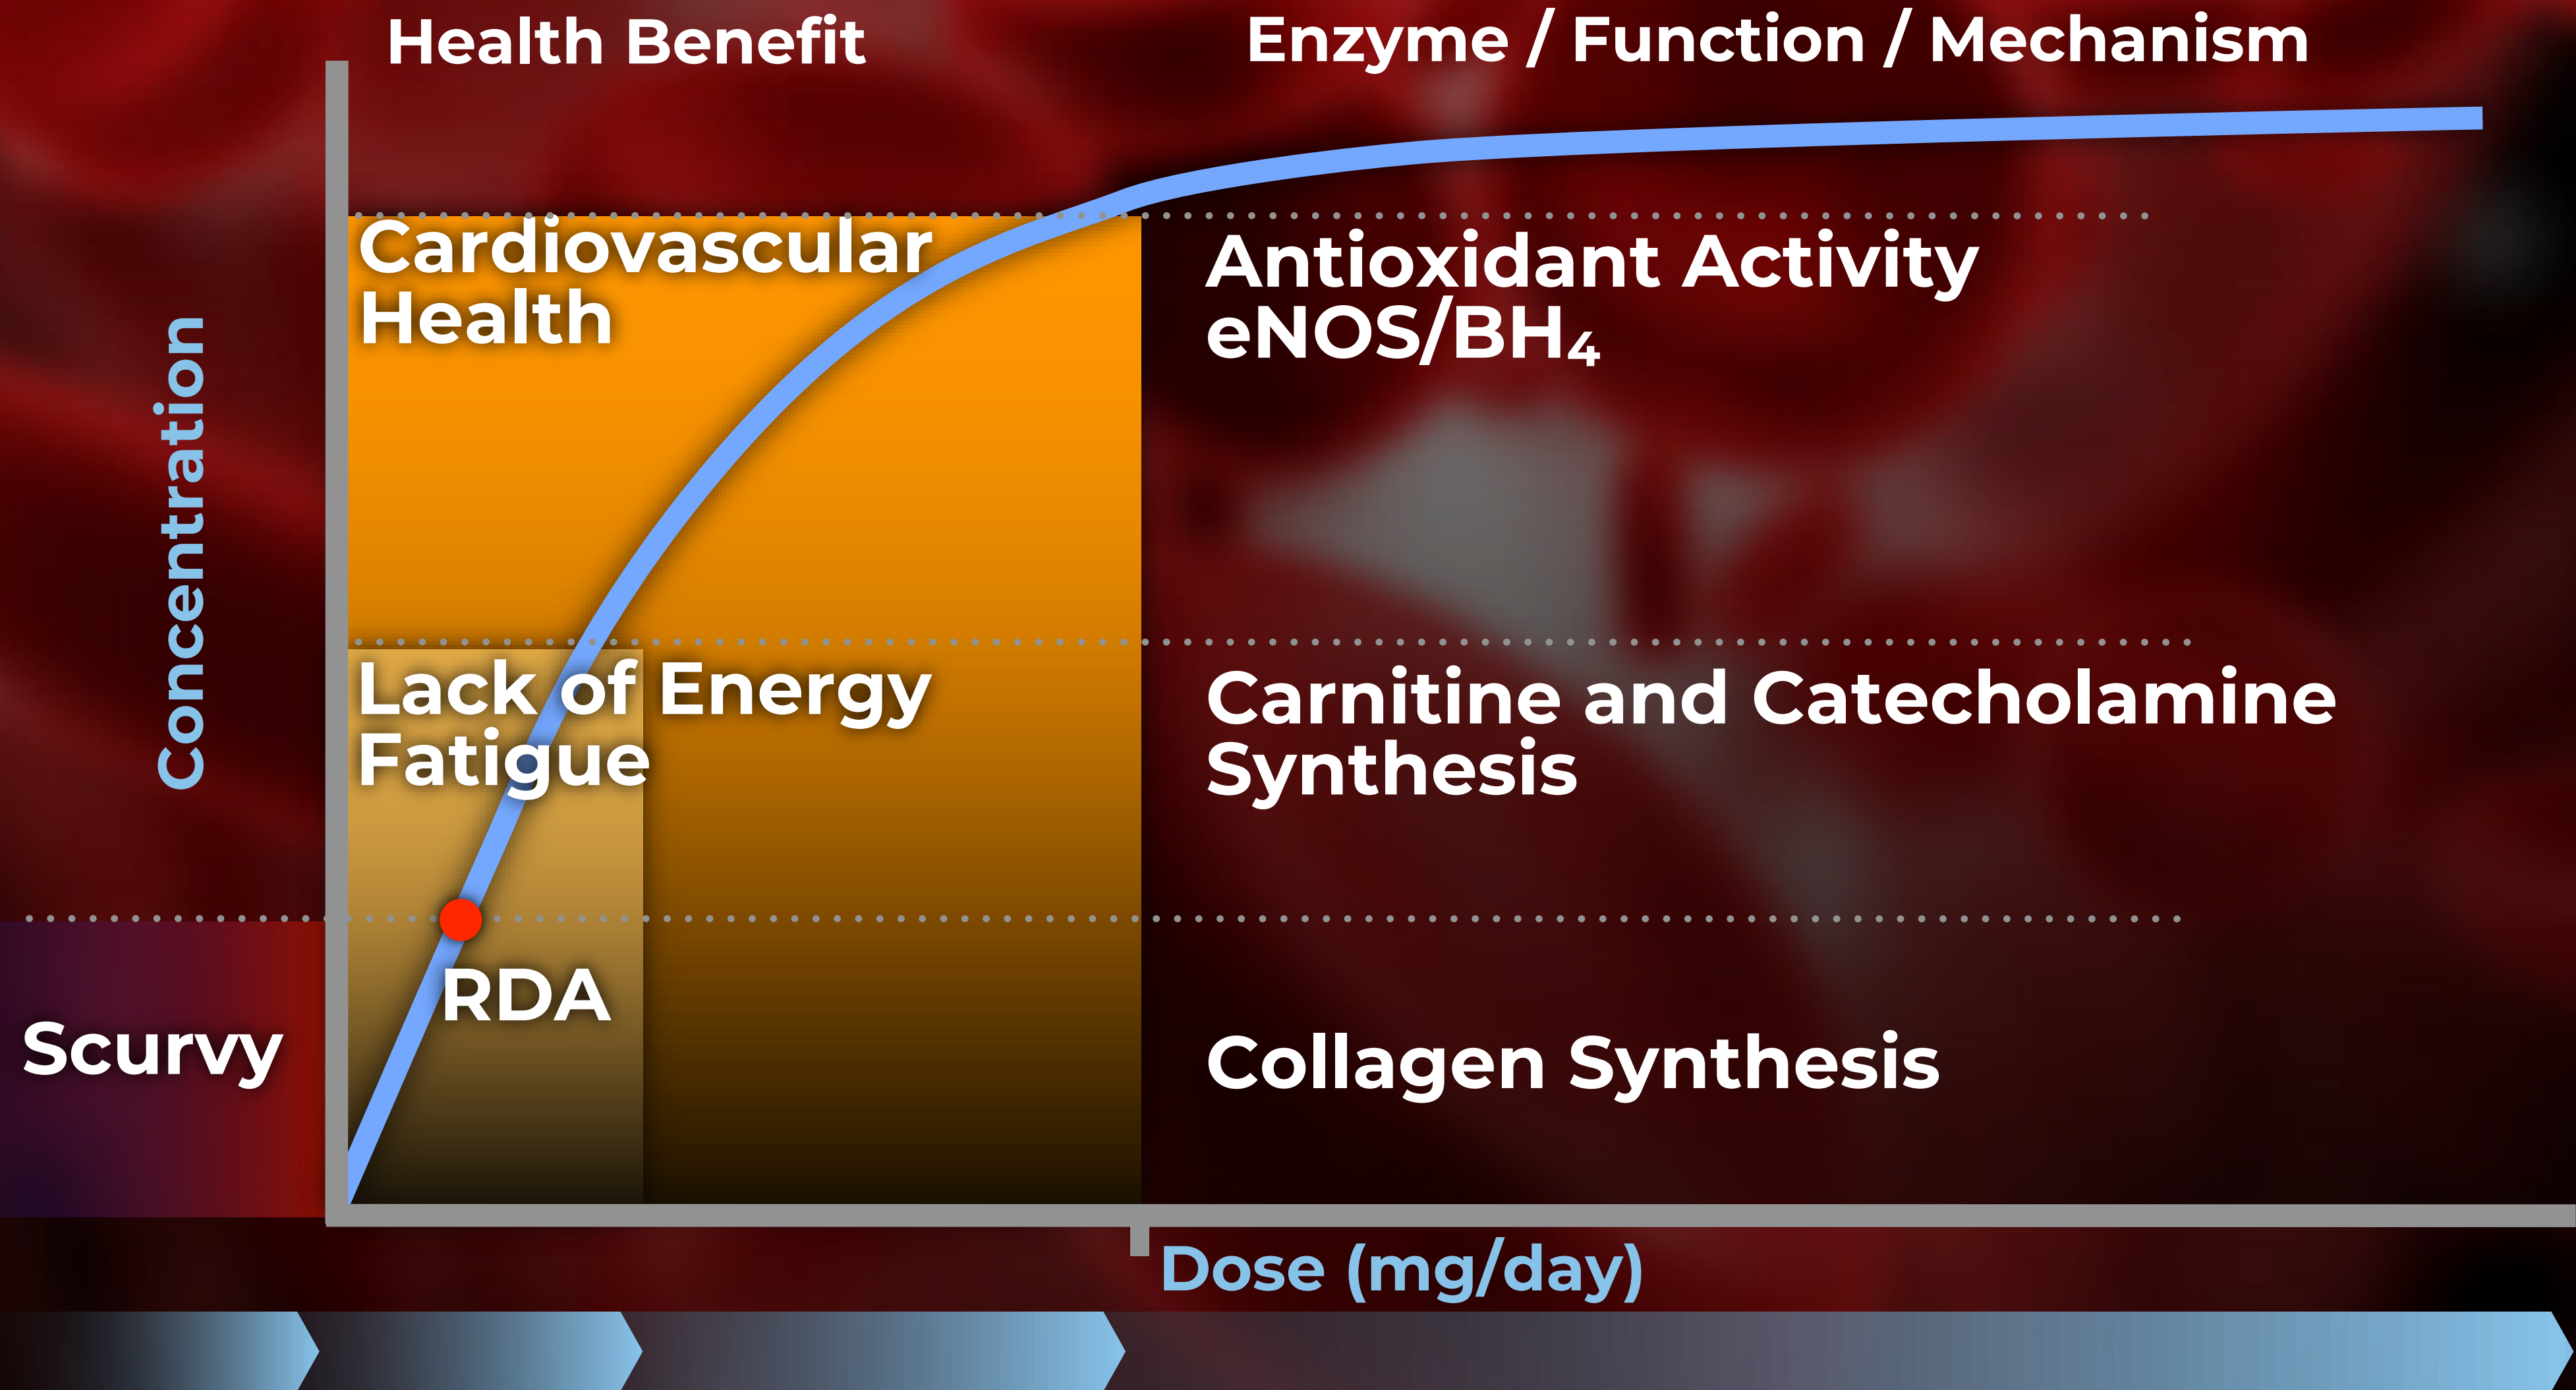 Health Benefit
Enzyme / Function / Mechanism
Cardiovascular
Health
Antioxidant Activity
eNOS/BH₄
Concentration
Lack of Energy
Fatigue
Carnitine and Catecholamine
Synthesis
RDA
Scurvy
Collagen Synthesis
Dose (mg/day)